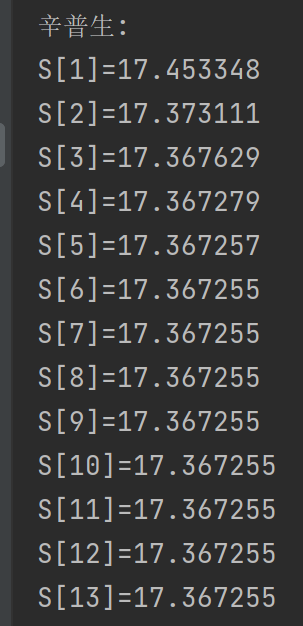 辛普生:
S[1]=17.453348
S[2]=17.373111
S[3]=17.367629
S[4]=17.367279
S[5]=17.367257
S[6]=17.367255
S[7]=17.367255
S[8]=17.367255
S[9]=17.367255
S[10]=17.367255
S[11]=17.367255
S[12]=17.367255
S[13]=17.367255